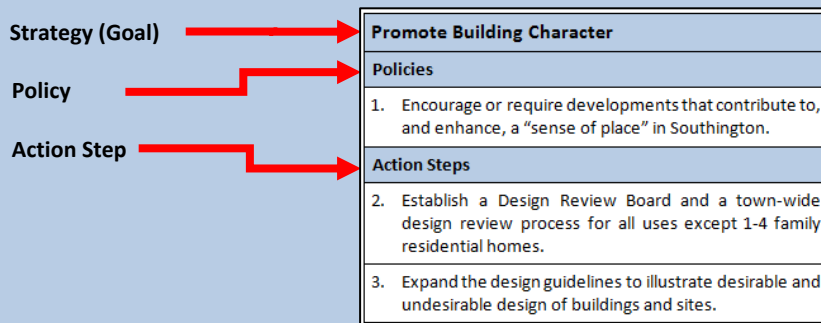 Strategy (Goal)
Policy
Action Step
Promote Building Character
Policies
1. Encourage or require developments that contribute to,
and enhance, a “sense of place” in Southington.
Action Steps
2. Establish a Design Review Board and a town-wide
design review process for all uses except 1-4 family
residential homes.
3. Expand the design guidelines to illustrate desirable and
undesirable design of buildings and sites.